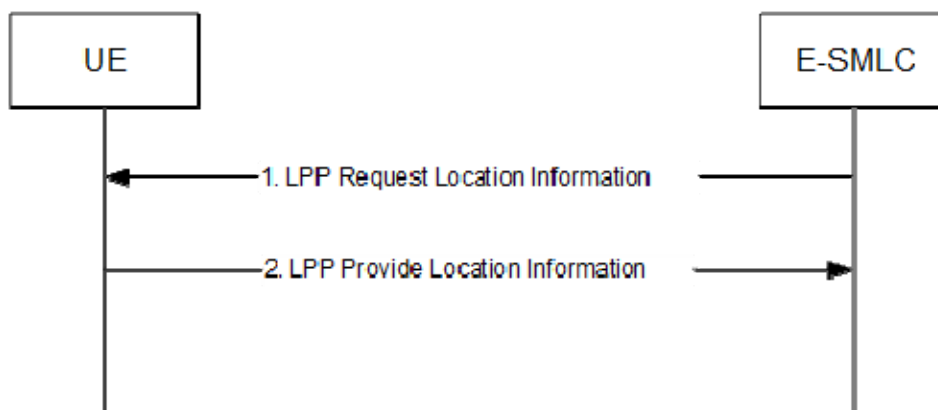 UE
E-SMLC
1. LPP Request Location Information
2. LPP Provide Location Information